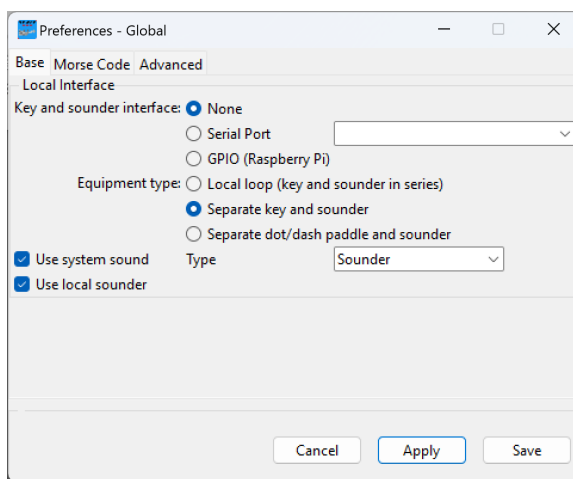 Preferences - Global
Base Morse Code Advanced
Local Interface
Key and sounder interface: None
Serial Port
GPIO (Raspberry Pi)
Equipment type: Local loop (key and sounder in series)
Separate key and sounder
Separate dot/dash paddle and sounder
Use system sound Type Sounder
Use local sounder
Cancel Apply Save